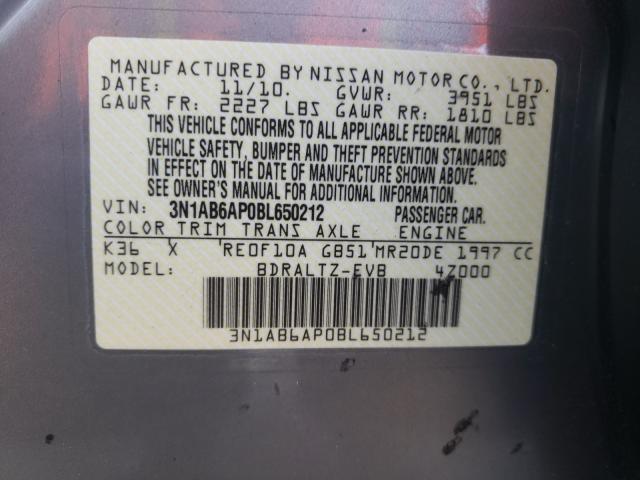 MANUFACTURED BY NISSAN MOTOR CO., LTD.
DATE: 11/10. GVWR: 3951 LBS
GAWR FR: 2227 LBS GAWR RR: 1810 LBS
THIS VEHICLE CONFORMS TO ALL APPLICABLE FEDERAL MOTOR
VEHICLE SAFETY, BUMPER AND THEFT PREVENTION STANDARDS
IN EFFECT ON THE DATE OF MANUFACTURE SHOWN ABOVE.
SEE OWNER'S MANUAL FOR ADDITIONAL INFORMATION.
VIN: 3N1AB6AP0BL650212 PASSENGER CAR.
COLOR TRIM TRANS AXLE ENGINE
K36 X RE0F10A GB51 MR20DE 1997 CC
MODEL: BDRALTZ-EVB 4Z000
3N1AB6AP0BL650212